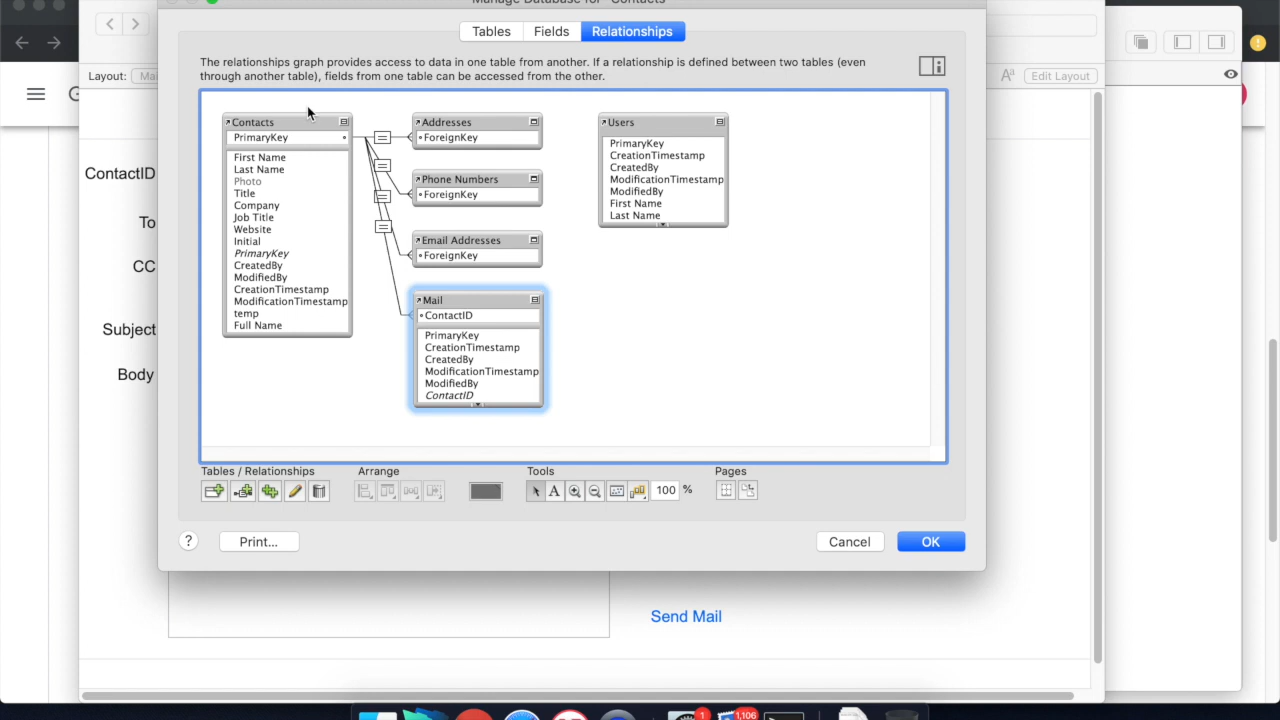 Manage Database for "Contacts"
Tables
Fields
Relationships
The relationships graph provides access to data in one table from another. If a relationship is defined between two tables (even
through another table), fields from one table can be accessed from the other.
Layout:
Edit Layout
ContactID
To
CC
Subject
Body
Contacts
PrimaryKey
First Name
Last Name
Photo
Title
Company
Job Title
Website
Initial
PrimaryKey
CreatedBy
ModifiedBy
CreationTimestamp
ModificationTimestamp
temp
Full Name
Addresses
ForeignKey
Phone Numbers
ForeignKey
Email Addresses
ForeignKey
Mail
ContactID
PrimaryKey
CreationTimestamp
CreatedBy
ModificationTimestamp
ModifiedBy
ContactID
Users
PrimaryKey
CreationTimestamp
CreatedBy
ModificationTimestamp
ModifiedBy
First Name
Last Name
Tables / Relationships
Arrange
Tools
Pages
A
100 %
?
Print...
Cancel
OK
Send Mail
1
1,106